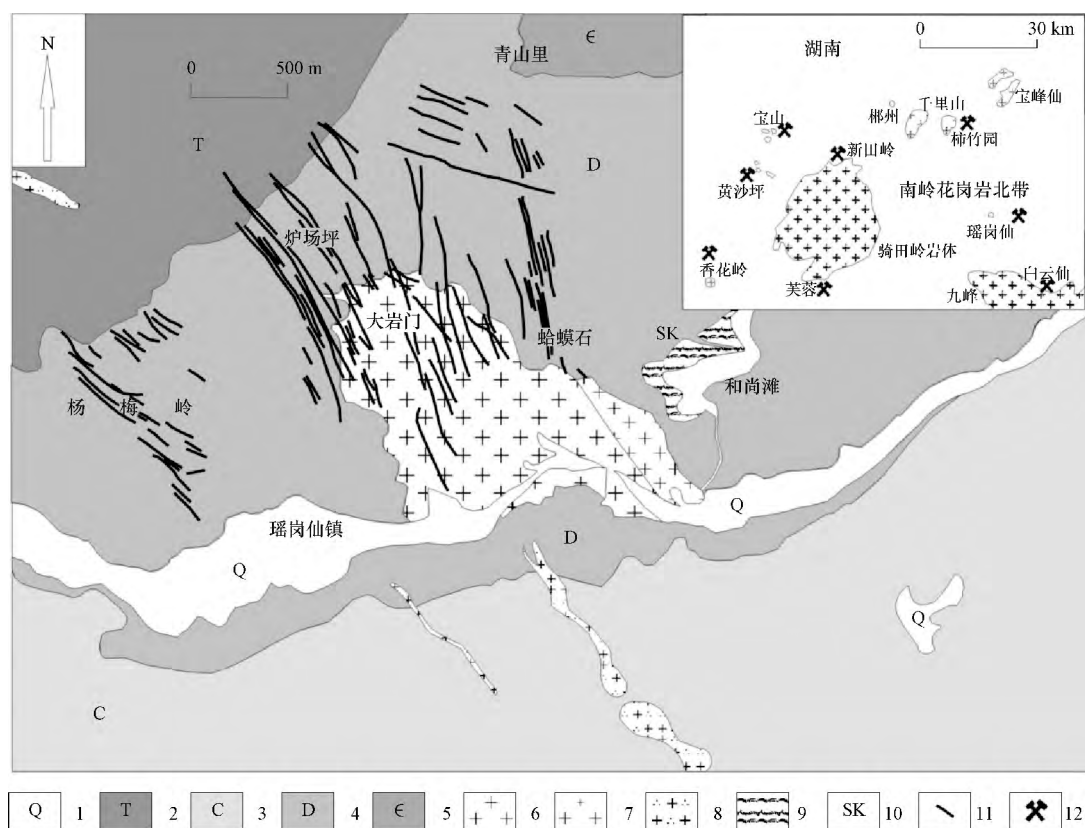 N
0 500 m
青山里
Є
T
D
炉场坪
大岩门
蛤蟆石
SK
和尚滩
杨 梅 岭
瑶岗仙镇
Q
Q
D
Q
C
0 30 km
湖南
宝峰仙
千里山
郴州
宝山
柿竹园
新田岭
黄沙坪
南岭花岗岩北带
瑶岗仙
骑田岭岩体
香花岭
白云仙
芙蓉
九峰
Q 1 T 2 C 3 D 4 Є 5 6 7 8 9 SK 10 11 12